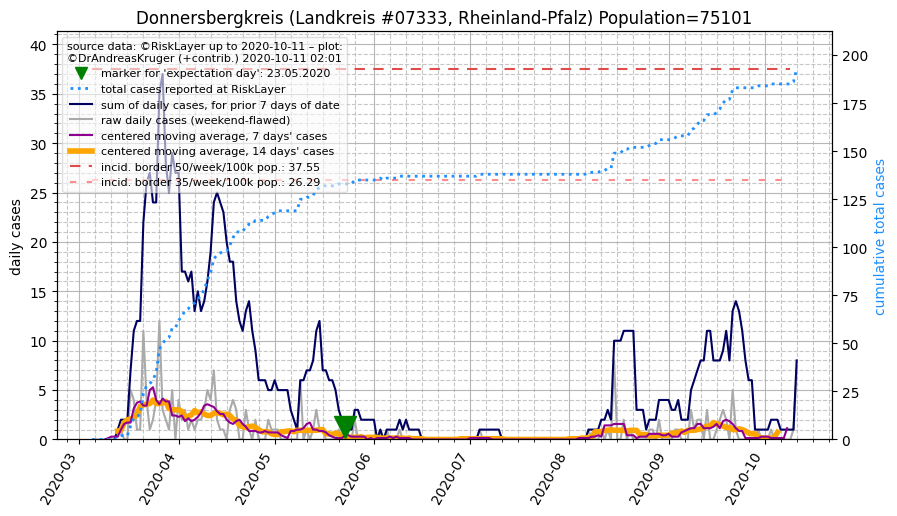 Donnersbergkreis (Landkreis #07333, Rheinland-Pfalz) Population=75101
source data: ©RiskLayer up to 2020-10-11 – plot:
©DrAndreasKruger (+contrib.) 2020-10-11 02:01
marker for 'expectation day': 23.05.2020
total cases reported at RiskLayer
sum of daily cases, for prior 7 days of date
raw daily cases (weekend-flawed)
centered moving average, 7 days' cases
centered moving average, 14 days' cases
incid. border 50/week/100k pop.: 37.55
incid. border 35/week/100k pop.: 26.29
daily cases
40
35
30
25
20
15
10
5
0
cumulative total cases
200
175
150
125
100
75
50
25
0
2020-03
2020-04
2020-05
2020-06
2020-07
2020-08
2020-09
2020-10